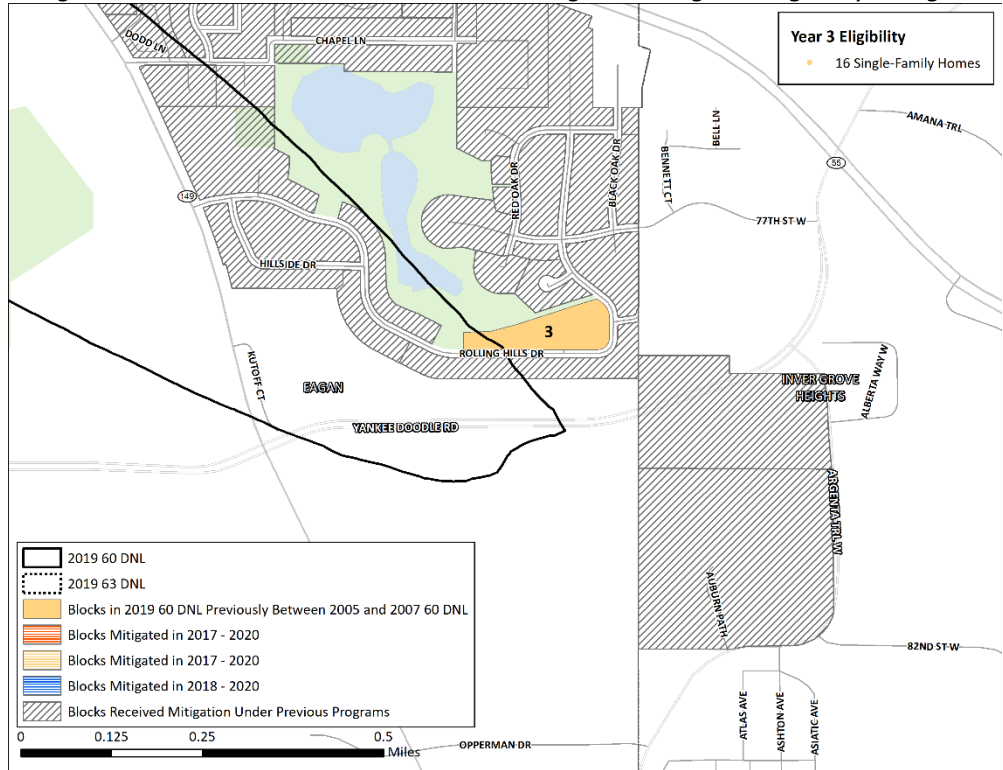 DODD LN
CHAPEL LN
Year 3 Eligibility
16 Single-Family Homes
AMANA TRL
BELL LN
BENNETT CT
55
RED OAK DR
BLACK OAK DR
149
77TH ST W
HILLSIDE DR
3
ROLLING HILLS DR
KUTOFF CT
EAGAN
INVER GROVE
HEIGHTS
ALBERTA WAY W
YANKEE DOODLE RD
ARGENTA TRL W
2019 60 DNL
2019 63 DNL
Blocks in 2019 60 DNL Previously Between 2005 and 2007 60 DNL
Blocks Mitigated in 2017 - 2020
Blocks Mitigated in 2017 - 2020
Blocks Mitigated in 2018 - 2020
Blocks Received Mitigation Under Previous Programs
AUBURN PATH
82ND ST W
ATLAS AVE
ASHTON AVE
ASIATIC AVE
0 0.125 0.25 0.5
Miles
OPPERMAN DR